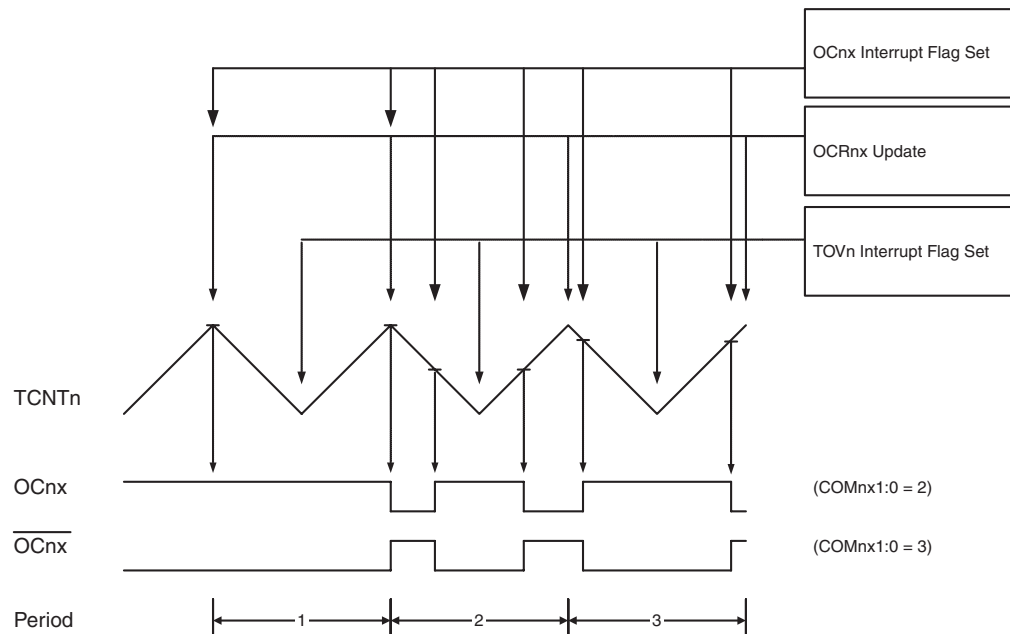 OCnx Interrupt Flag Set
OCRnx Update
TOVn Interrupt Flag Set
TCNTn
OCnx
(COMnx1:0 = 2)
OCnx
(COMnx1:0 = 3)
Period
1
2
3